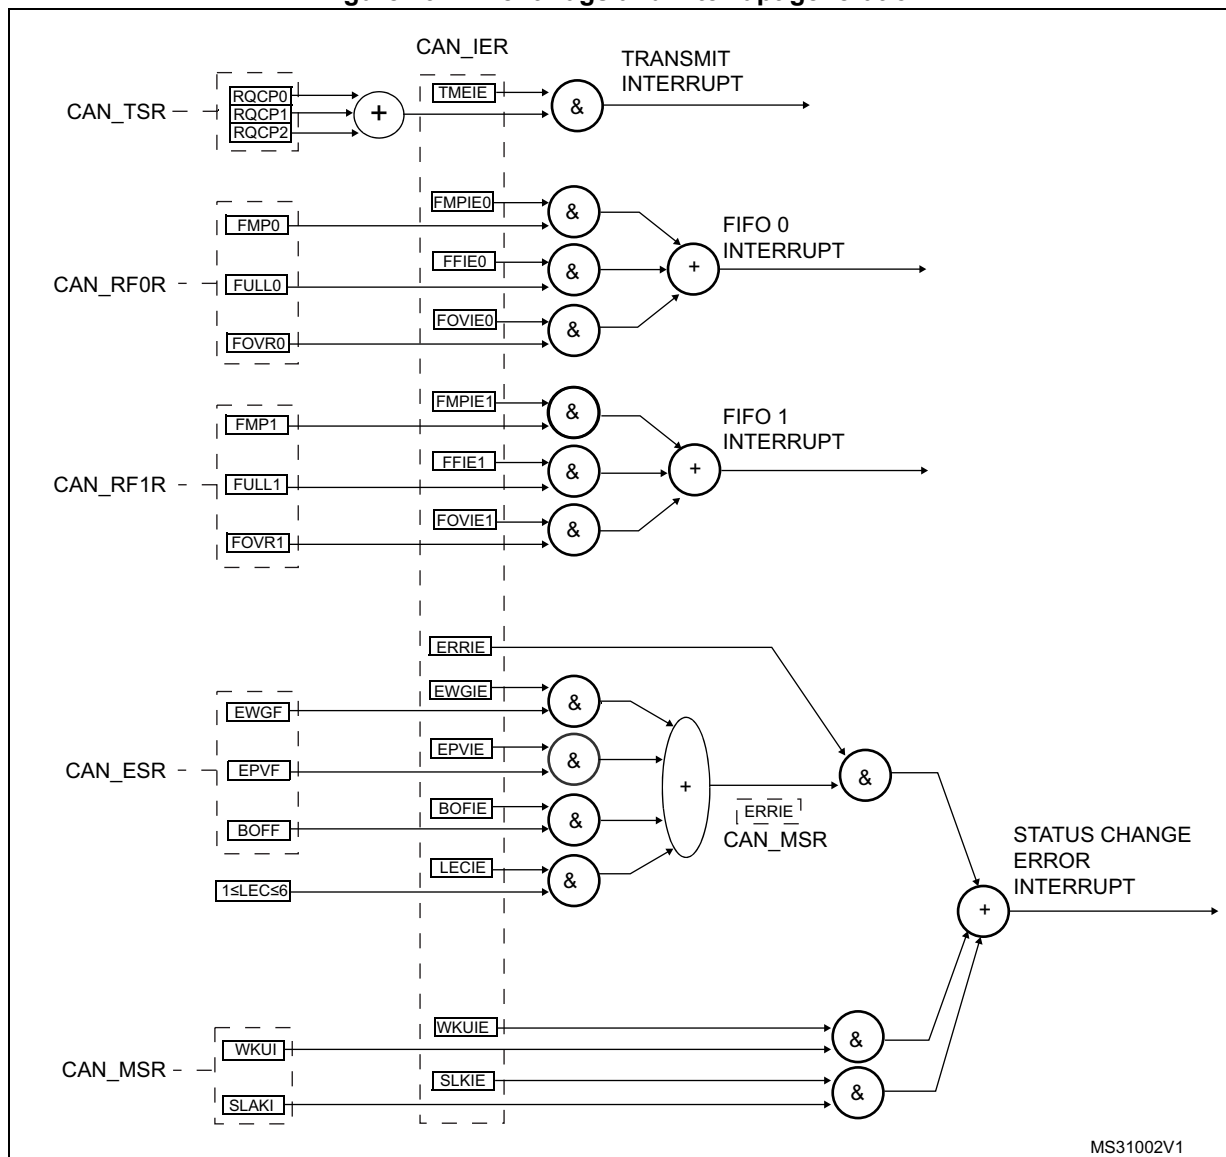 CAN_IER
TRANSMIT
INTERRUPT
CAN_TSR
RQCP0
RQCP1
RQCP2
+
TMEIE
&
CAN_RF0R
FMP0
FULL0
FOVR0
FMPIE0
FFIE0
FOVIE0
&
&
&
+
FIFO 0
INTERRUPT
CAN_RF1R
FMP1
FULL1
FOVR1
FMPIE1
FFIE1
FOVIE1
&
&
&
+
FIFO 1
INTERRUPT
ERRIE
CAN_ESR
EWGF
EPVF
BOFF
1≤LEC≤6
EWGIE
EPVIE
BOFIE
LECIE
&
&
&
&
+
ERRIE
CAN_MSR
&
STATUS CHANGE
ERROR
INTERRUPT
+
CAN_MSR
WKUI
SLAKI
WKUIE
SLKIE
&
&
MS31002V1